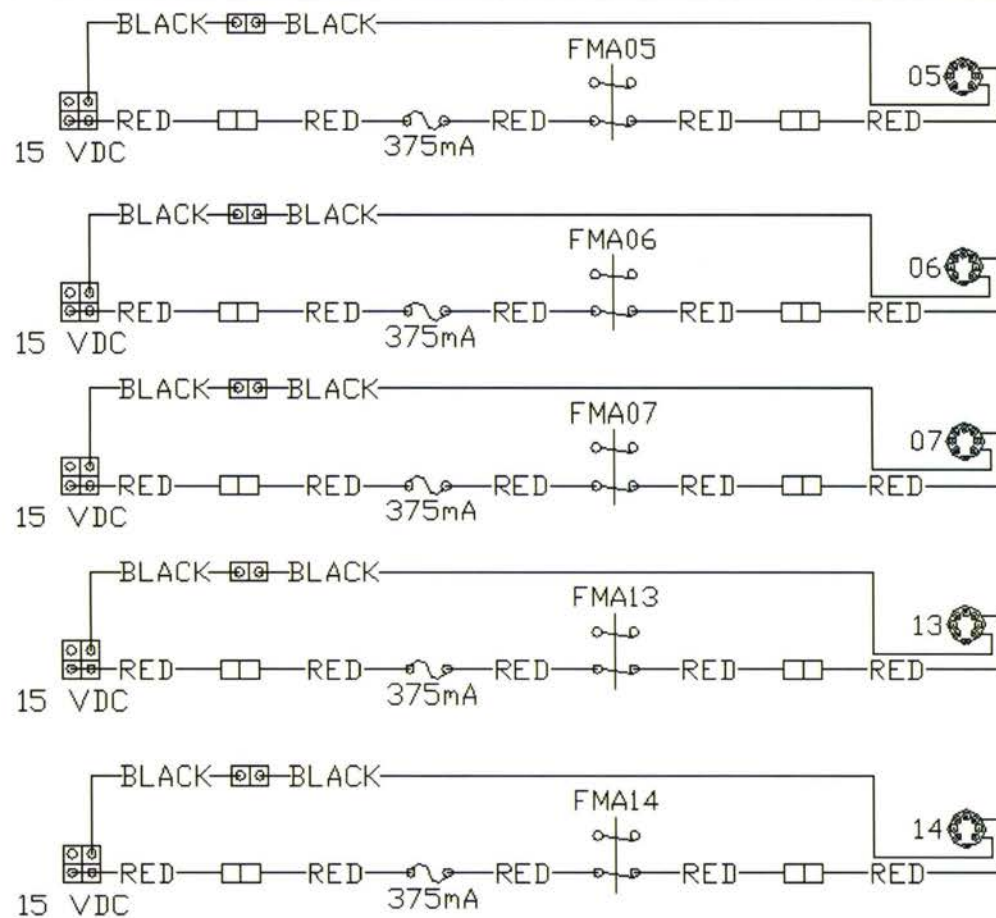 BLACK BLACK
FMA05
05
RED RED RED RED RED
375mA
15 VDC
BLACK BLACK
FMA06
06
RED RED RED RED RED
375mA
15 VDC
BLACK BLACK
FMA07
07
RED RED RED RED RED
375mA
15 VDC
BLACK BLACK
FMA13
13
RED RED RED RED RED
375mA
15 VDC
BLACK BLACK
FMA14
14
RED RED RED RED RED
375mA
15 VDC